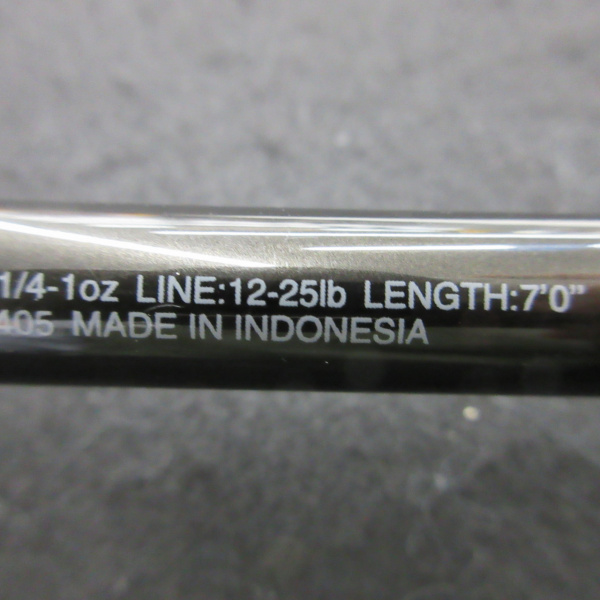 1/4-1oz LINE:12-25lb LENGTH:7'0"
405 MADE IN INDONESIA